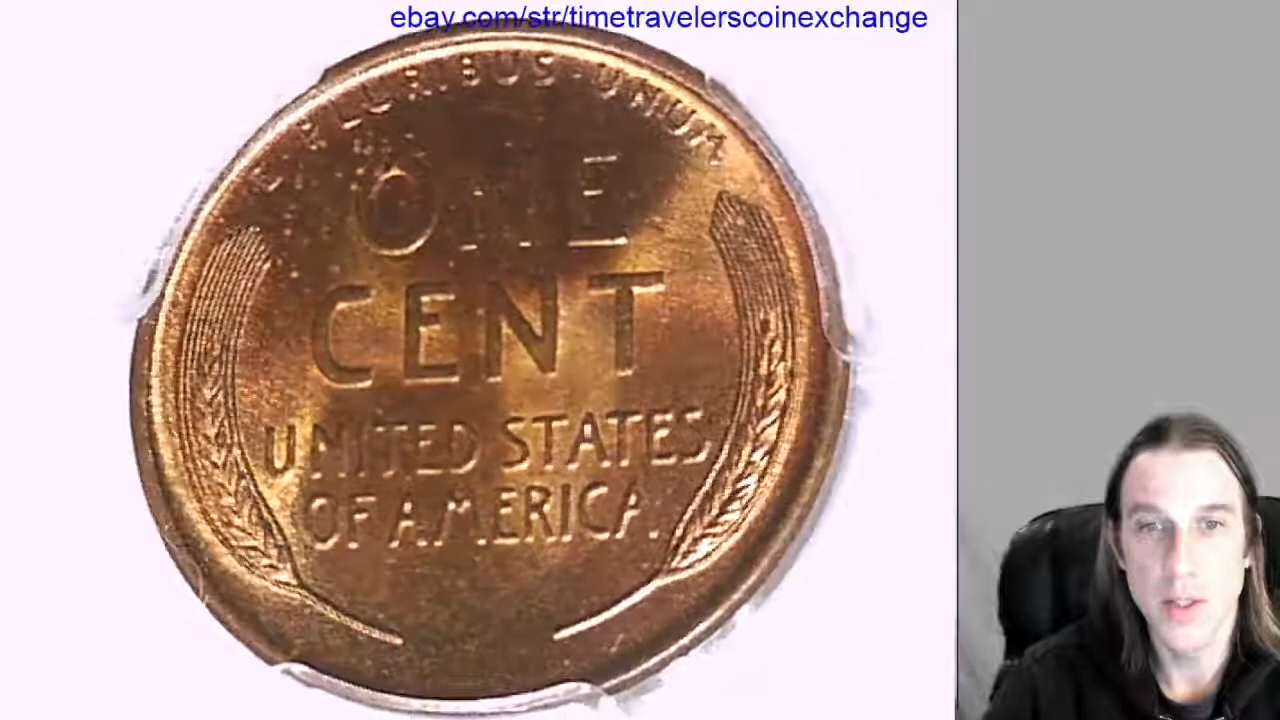 ebay.com/str/timetravelerscoinexchange
E · PLURIBUS · UNUM
ONE
CENT
UNITED STATES
OF AMERICA